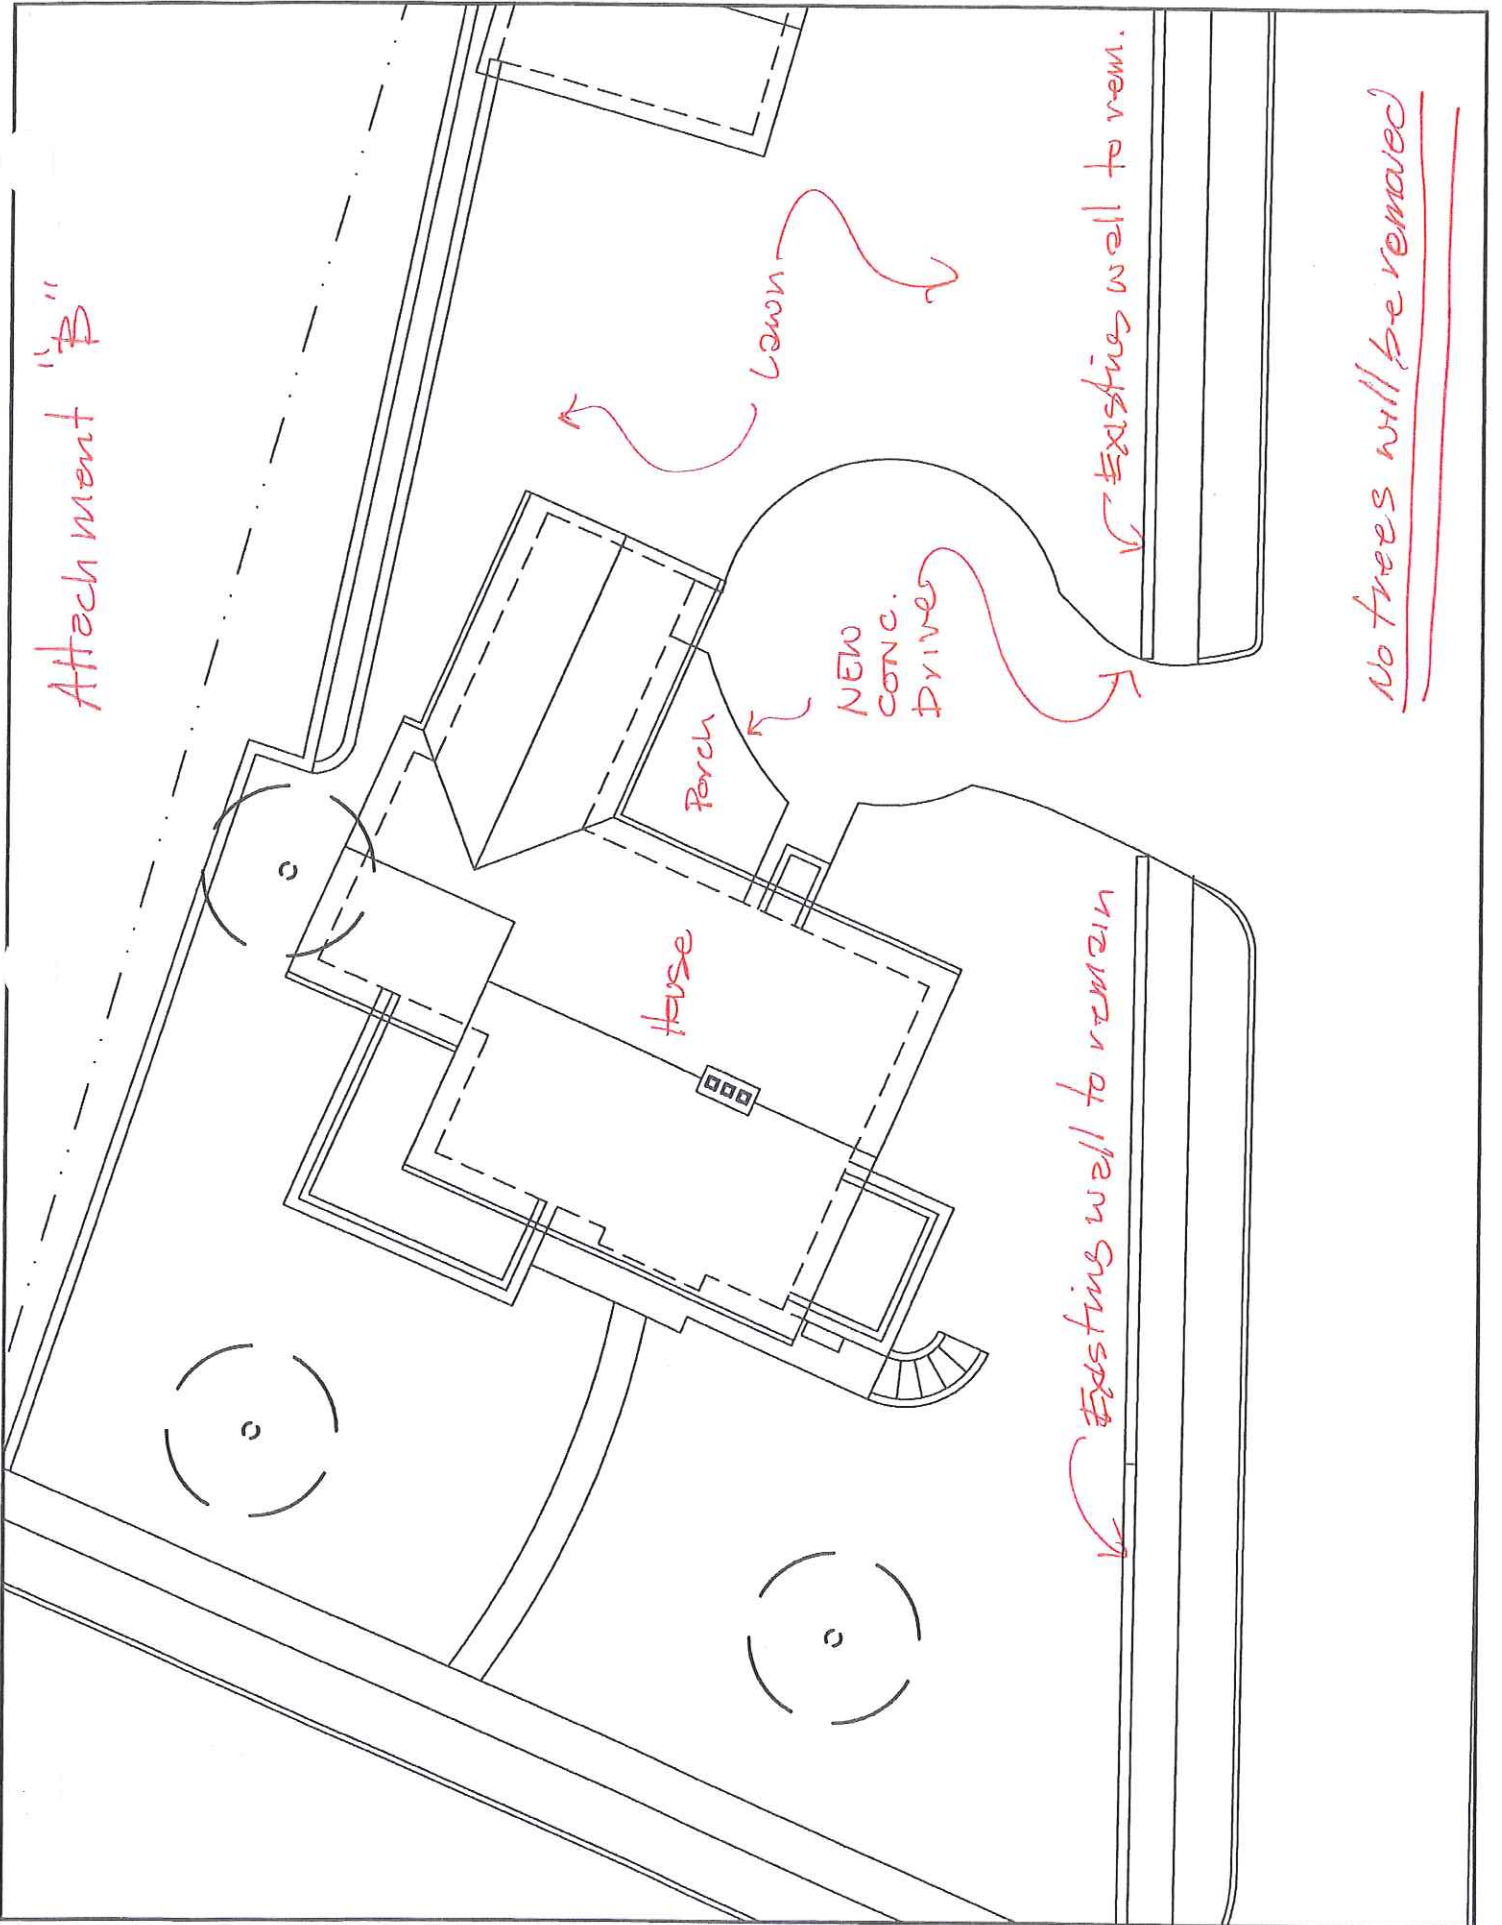 Attachment "B"
Lawn
Existing wall to rem.
NEW
CONC.
Drive
Porch
House
Existing wall to remain
No trees will be removed